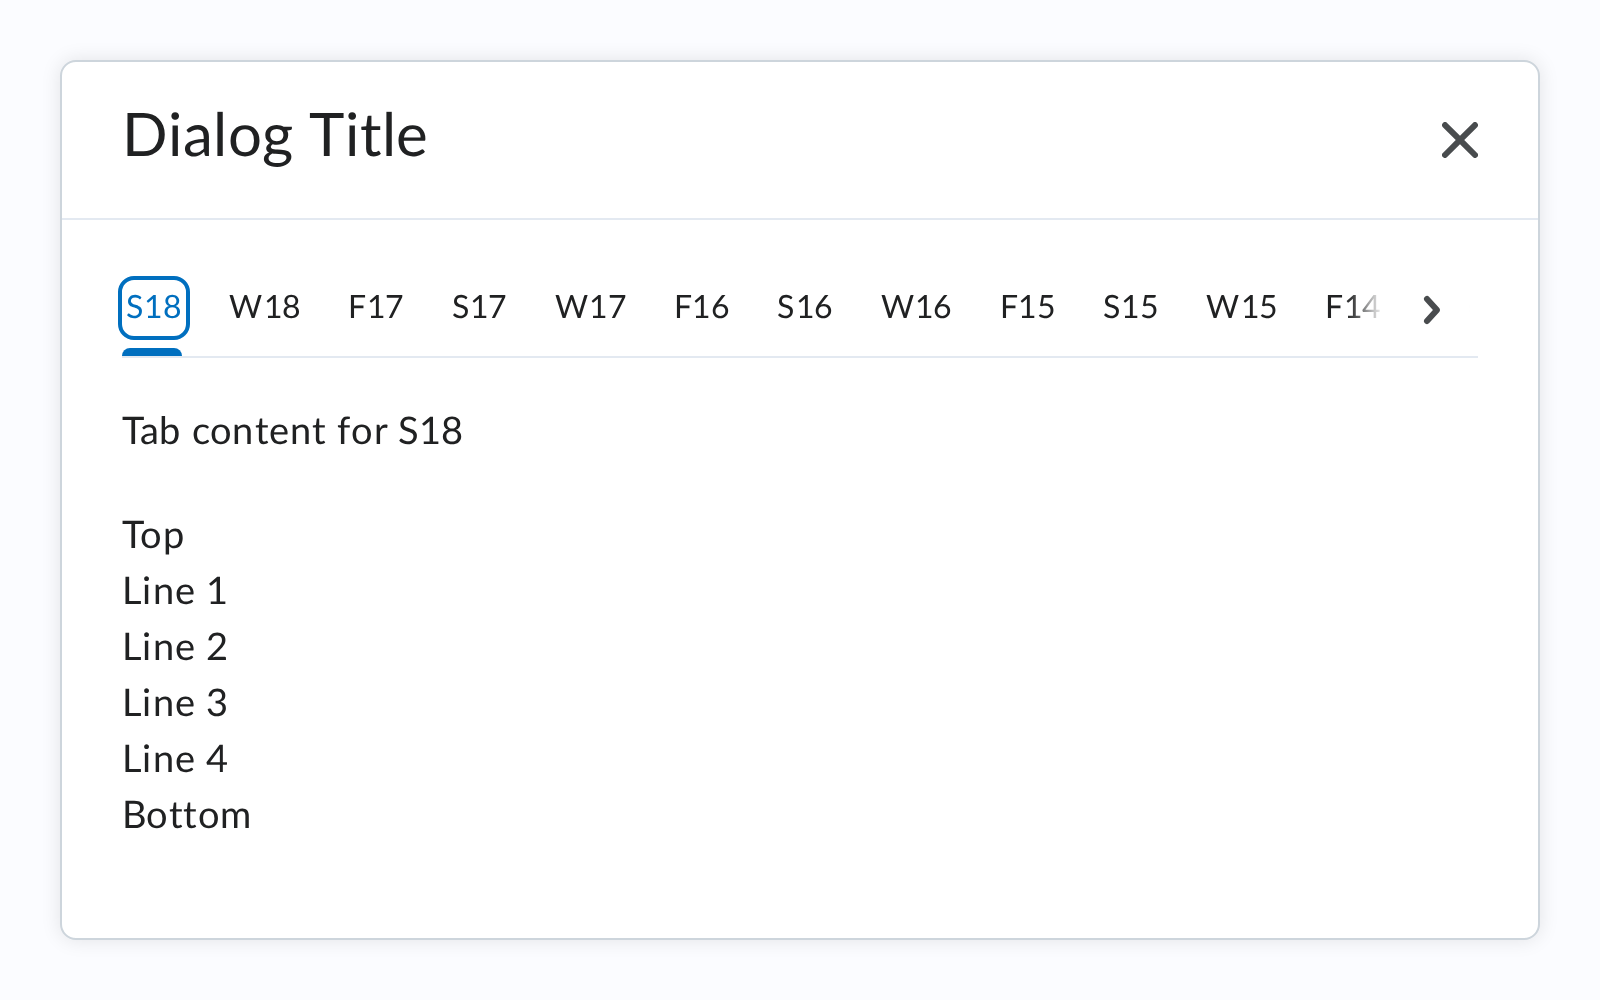 Dialog Title
S18 W18 F17 S17 W17 F16 S16 W16 F15 S15 W15 F14
Tab content for S18
Top
Line 1
Line 2
Line 3
Line 4
Bottom